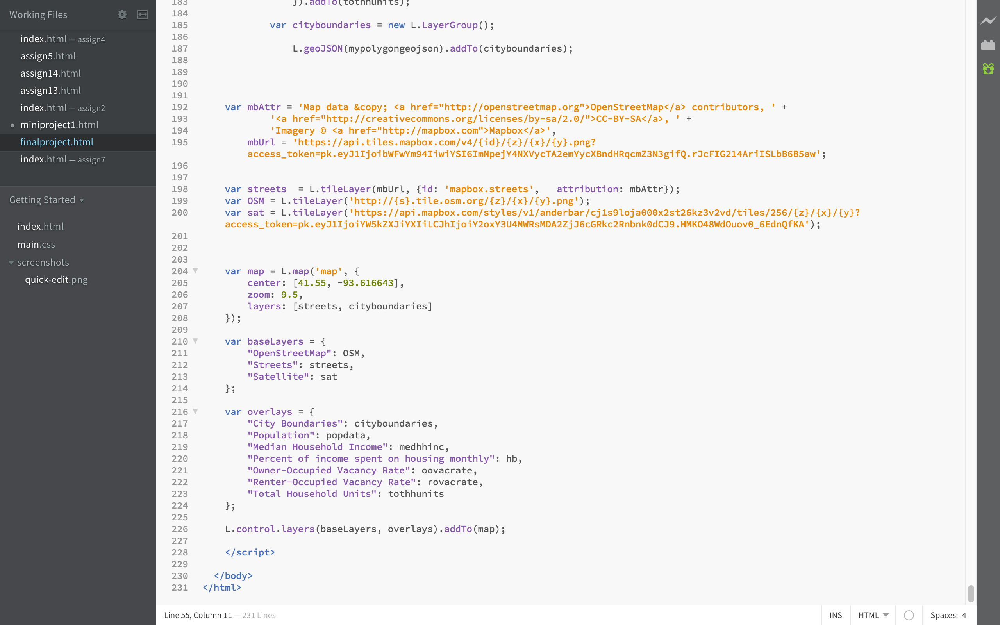 Working Files
index.html — assign4
assign5.html
assign14.html
assign13.html
index.html — assign2
miniproject1.html
finalproject.html
index.html — assign7
Getting Started
index.html
main.css
screenshots
quick-edit.png
183 }).addTo(tothhunits);
184
185 var cityboundaries = new L.LayerGroup();
186
187 L.geoJSON(mypolygongeojson).addTo(cityboundaries);
188
189
190
191
192 var mbAttr = 'Map data &copy; <a href="http://openstreetmap.org">OpenStreetMap</a> contributors, ' +
193 '<a href="http://creativecommons.org/licenses/by-sa/2.0/">CC-BY-SA</a>, ' +
194 'Imagery © <a href="http://mapbox.com">Mapbox</a>',
195 mbUrl = 'https://api.tiles.mapbox.com/v4/{id}/{z}/{x}/{y}.png?
access_token=pk.eyJ1IjoibWFwYm94IiwiYSI6ImNpejY4NXVycTA2emYycXBndHRqcmZ3N3gifQ.rJcFIG214AriISLbB6B5aw';
196
197
198 var streets  = L.tileLayer(mbUrl, {id: 'mapbox.streets',   attribution: mbAttr});
199 var OSM = L.tileLayer('http://{s}.tile.osm.org/{z}/{x}/{y}.png');
200 var sat = L.tileLayer('https://api.mapbox.com/styles/v1/anderbar/cj1s9loja000x2st26kz3v2vd/tiles/256/{z}/{x}/{y}?
access_token=pk.eyJ1IjoiYW5kZXJiYXIiLCJhIjoiY2oxY3U4MWRsMDA2ZjJ6cGRkc2Rnbnk0dCJ9.HMKO48WdOuov0_6EdnQfKA');
201
202
203
204 var map = L.map('map', {
205 center: [41.55, -93.616643],
206 zoom: 9.5,
207 layers: [streets, cityboundaries]
208 });
209
210 var baseLayers = {
211 "OpenStreetMap": OSM,
212 "Streets": streets,
213 "Satellite": sat
214 };
215
216 var overlays = {
217 "City Boundaries": cityboundaries,
218 "Population": popdata,
219 "Median Household Income": medhhinc,
220 "Percent of income spent on housing monthly": hb,
221 "Owner-Occupied Vacancy Rate": oovacrate,
222 "Renter-Occupied Vacancy Rate": rovacrate,
223 "Total Household Units": tothhunits
224 };
225
226 L.control.layers(baseLayers, overlays).addTo(map);
227
228 </script>
229
230 </body>
231 </html>
Line 55, Column 11 — 231 Lines
INS HTML Spaces: 4